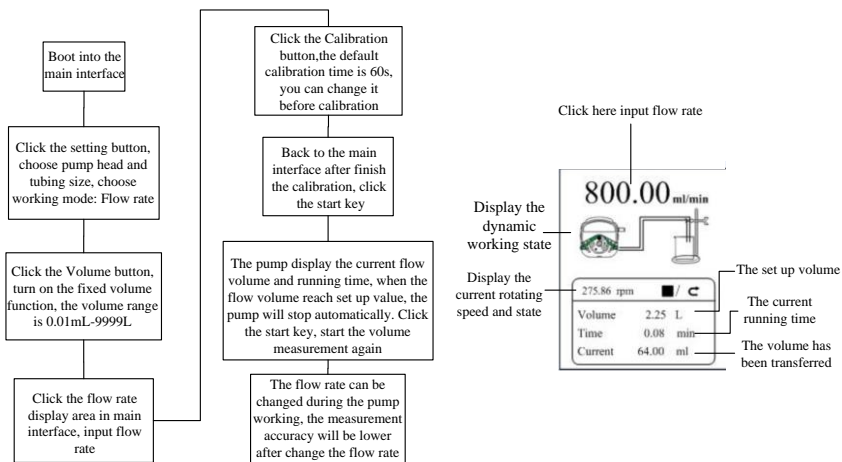 Boot into the
main interface
Click the setting button,
choose pump head and
tubing size, choose
working mode: Flow rate
Click the Volume button,
turn on the fixed volume
function, the volume range
is 0.01mL-9999L
Click the flow rate
display area in main
interface, input flow
rate
Click the Calibration
button,the default
calibration time is 60s,
you can change it
before calibration
Back to the main
interface after finish
the calibration, click
the start key
The pump display the current flow
volume and running time, when the
flow volume reach set up value, the
pump will stop automatically. Click
the start key, start the volume
measurement again
The flow rate can be
changed during the pump
working, the measurement
accuracy will be lower
after change the flow rate
Click here input flow rate
800.00 ml/min
Display the
dynamic
working state
Display the
current rotating
speed and state
275.86 rpm /
Volume 2.25 L
Time 0.08 min
Current 64.00 ml
The set up volume
The current
running time
The volume has
been transferred